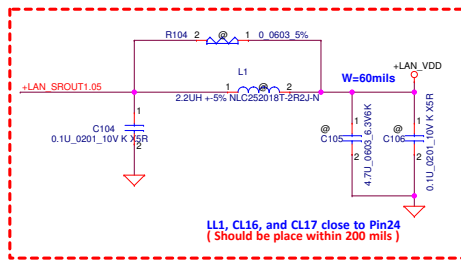 R104 2 @ 1 0_0603_5%
+LAN_VDD
L1
+LAN_SROUT1.05 1 @ 2 W=60mils
2.2UH +-5% NLC252018T-2R2J-N
1 C104 2
0.1U_0201_10V K X5R
@ 1 C105 2
4.7U_0603_6.3V6K
@ 1 C106 2
0.1U_0201_10V K X5R
LL1, CL16, and CL17 close to Pin24
( Should be place within 200 mils )